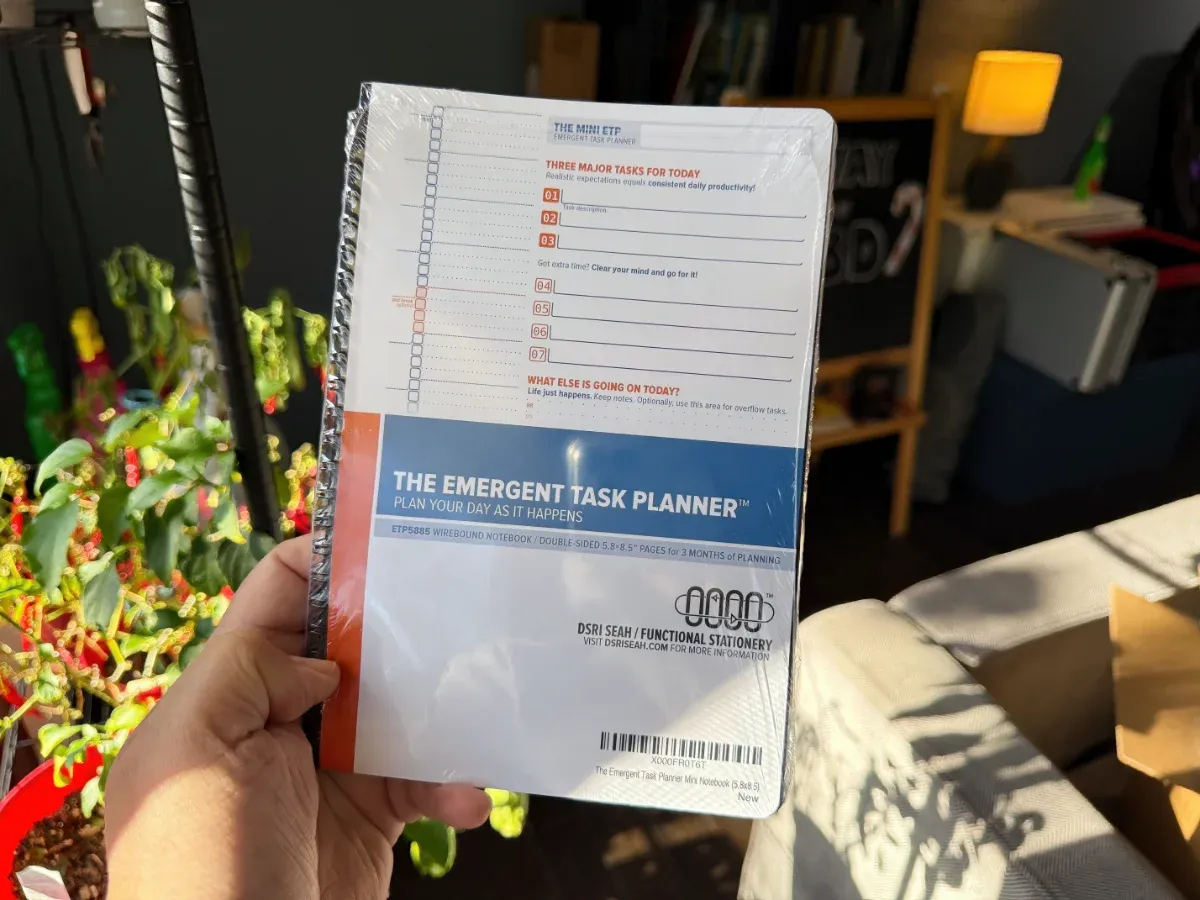 THE MINI ETP
EMERGENT TASK PLANNER
THREE MAJOR TASKS FOR TODAY
Realistic expectations equals consistent daily productivity!
01
Task description
02
03
Got extra time? Clear your mind and go for it!
04
05
06
07
WHAT ELSE IS GOING ON TODAY?
Life just happens. Keep notes. Optionally, use this area for overflow tasks.
THE EMERGENT TASK PLANNER™
PLAN YOUR DAY AS IT HAPPENS
ETP5885 WIREBOUND NOTEBOOK / DOUBLE-SIDED 5.8×8.5" PAGES for 3 MONTHS of PLANNING
DSRI SEAH / FUNCTIONAL STATIONERY
VISIT DSRISEAH.COM FOR MORE INFORMATION
X000FR0T6T
The Emergent Task Planner Mini Notebook (5.8x8.5)
New